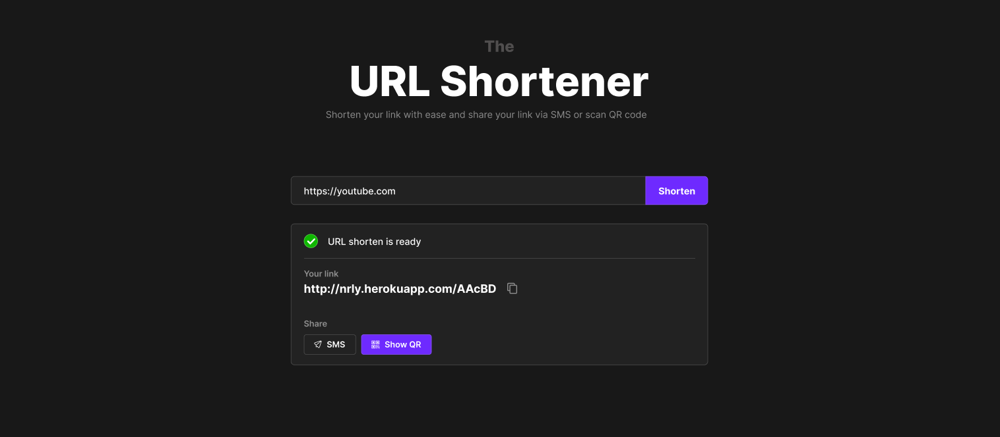 The
URL Shortener
Shorten your link with ease and share your link via SMS or scan QR code
https://youtube.com
Shorten
URL shorten is ready
Your link
http://nrly.herokuapp.com/AAcBD
Share
SMS
Show QR